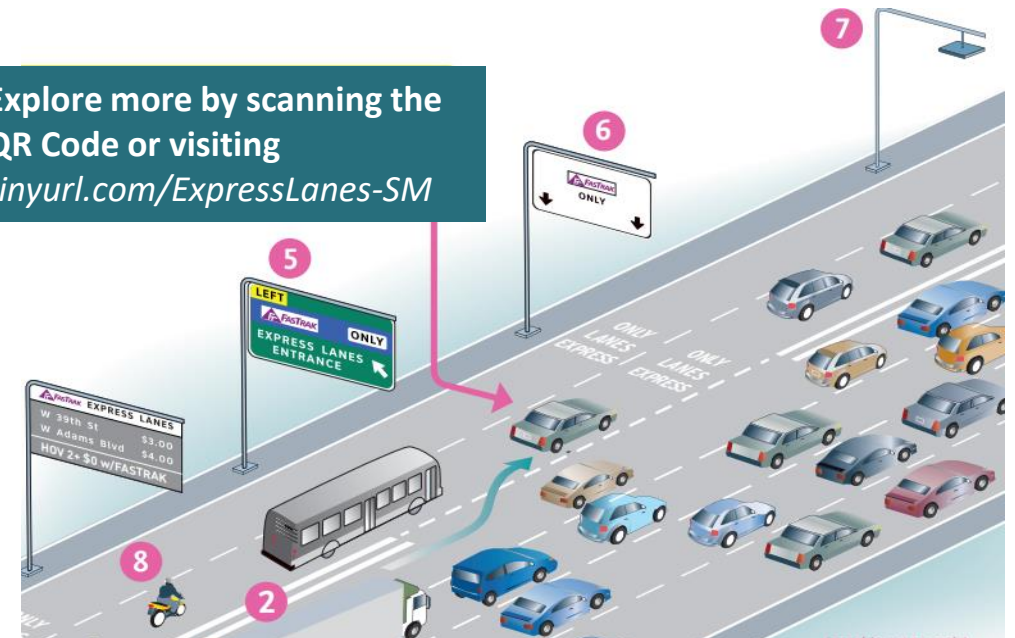 Explore more by scanning the
QR Code or visiting
tinyurl.com/ExpressLanes-SM
7
6
FASTRAK
ONLY
5
LEFT
FASTRAK
ONLY
EXPRESS LANES
ENTRANCE
ONLY ONLY
LANES LANES
EXPRESS EXPRESS
FASTRAK EXPRESS LANES
W 39th St $3.00
W Adams Blvd $4.00
HOV 2+ $0 w/FASTRAK
8
2